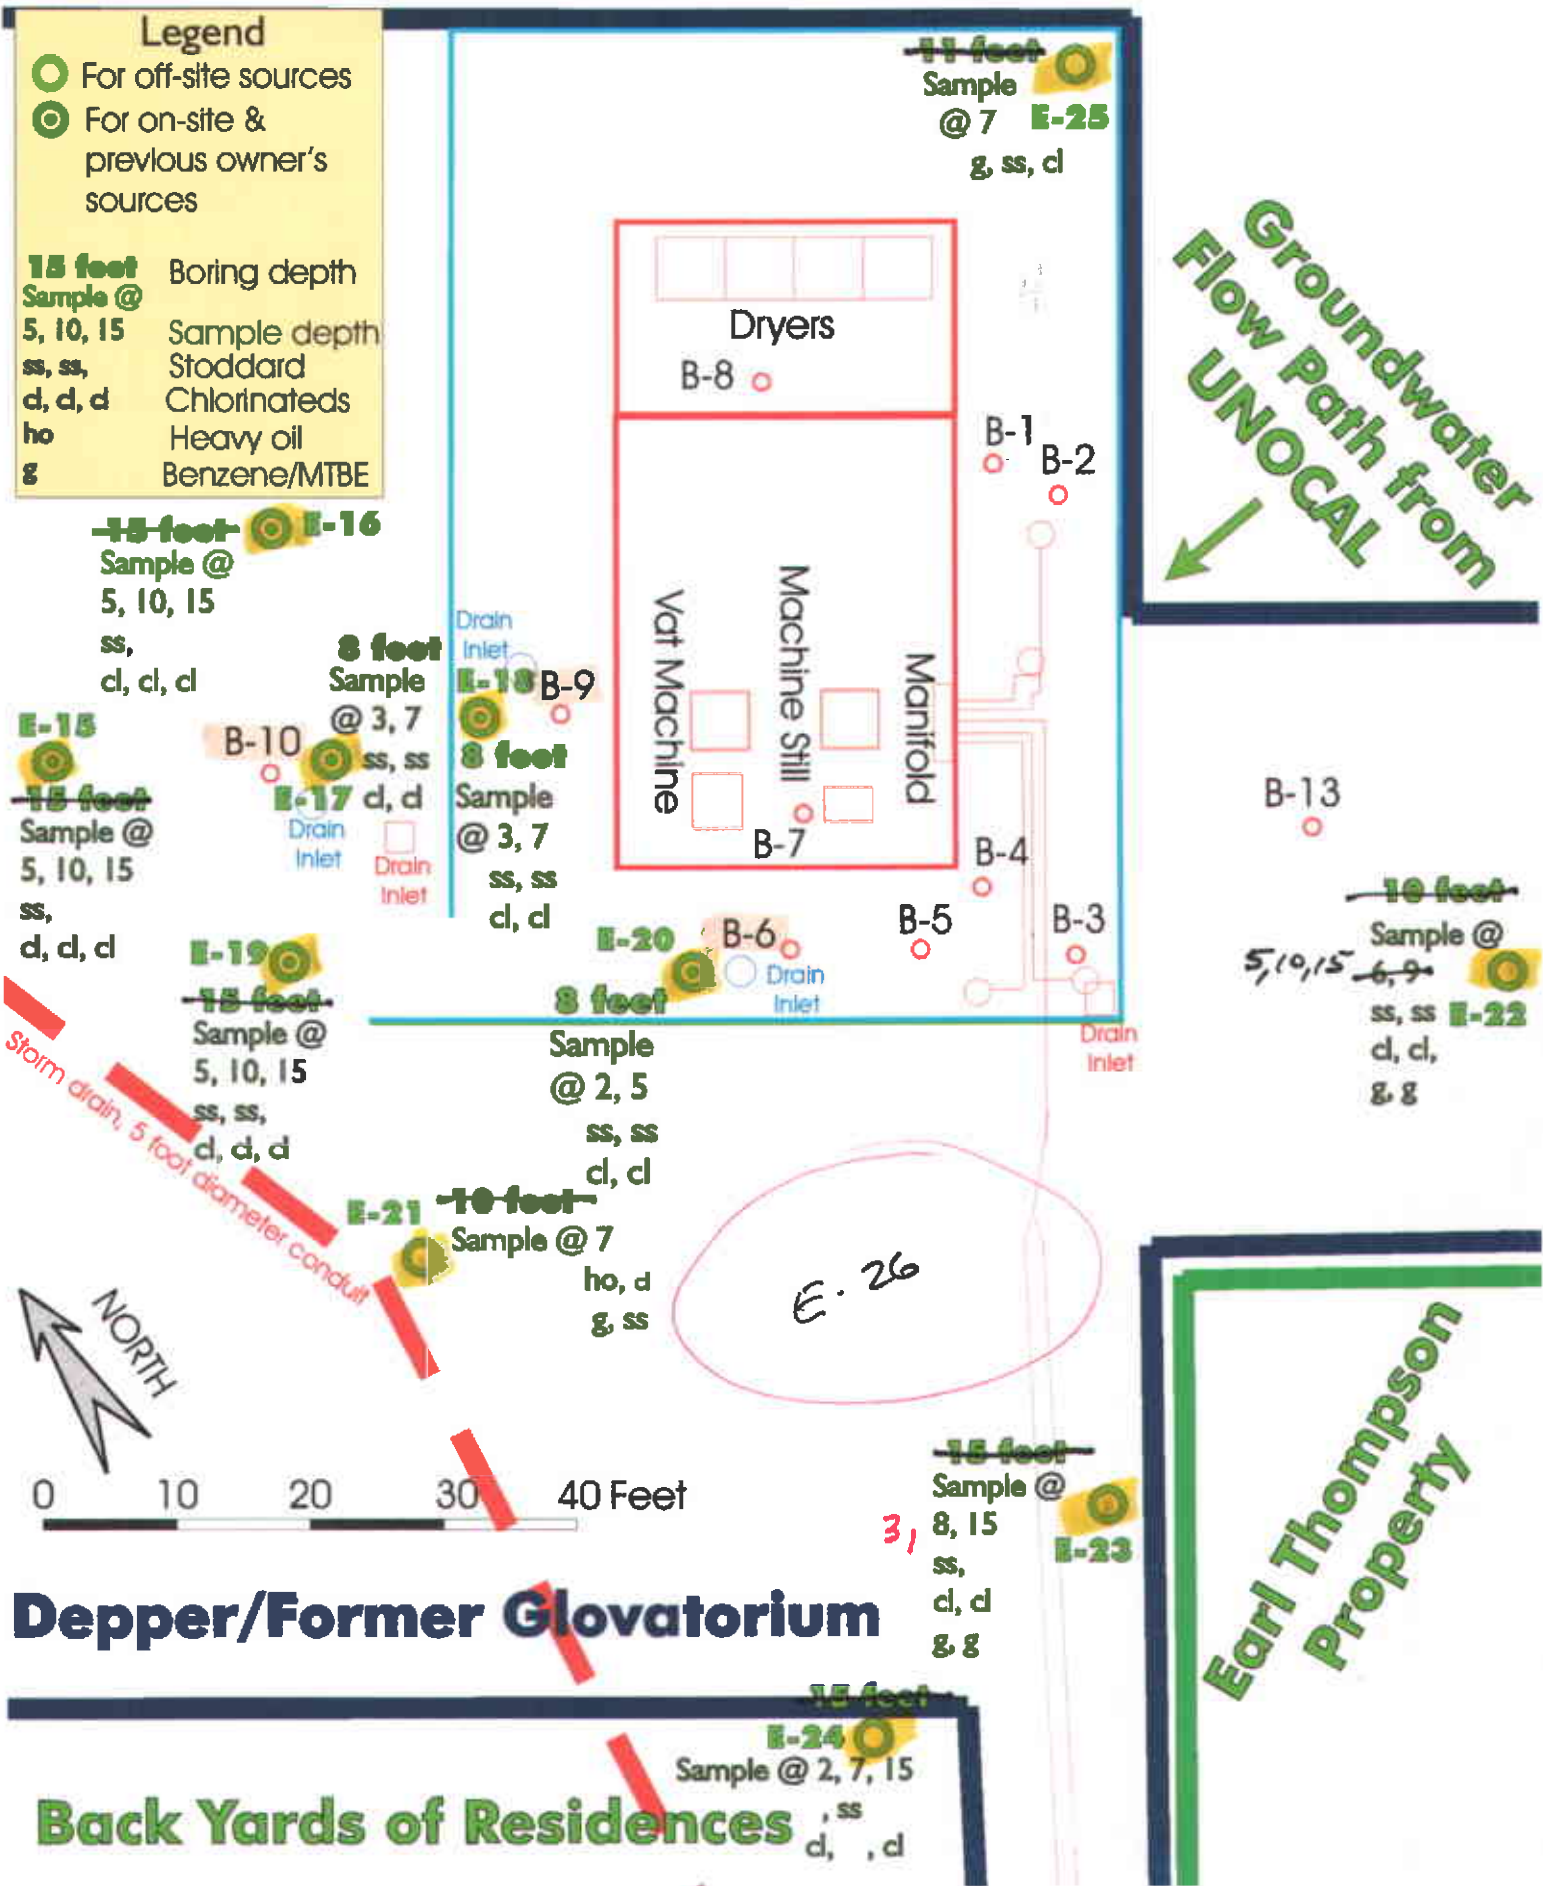 Legend
For off-site sources
For on-site &
previous owner's
sources
15 feet Boring depth
Sample @
5, 10, 15 Sample depth
ss, ss, Stoddard
cl, cl, cl Chlorinateds
ho Heavy oil
g Benzene/MTBE
11 feet
Sample
@ 7 E-25
g, ss, cl
Groundwater
Flow Path from
UNOCAL
Dryers
B-8
B-1
B-2
15 feet E-16
Sample @
5, 10, 15
ss,
cl, cl, cl
8 feet
Sample
@ 3, 7
ss, ss
cl, cl
E-17
B-10
Drain
Inlet
Drain
Inlet
Drain
Inlet
E-18 B-9
8 feet
Sample
@ 3, 7
ss, ss
cl, cl
Vat Machine
Machine Still
Manifold
B-7
E-15
15 feet
Sample @
5, 10, 15
ss,
cl, cl, cl
B-13
B-4
B-5
B-3
B-6
Drain
Inlet
Drain
Inlet
10 feet
Sample @
5,10,15 6, 9
ss, ss E-22
cl, cl,
g, g
E-19
15 feet
Sample @
5, 10, 15
ss, ss,
cl, cl, cl
E-20
8 feet
Sample
@ 2, 5
ss, ss
cl, cl
Storm drain, 5 foot diameter conduit
E-21 10 feet
Sample @ 7
ho, cl
g, ss
E-26
NORTH
0 10 20 30 40 Feet
15 feet
Sample @
3, 8, 15
ss,
cl, cl
g, g
E-23
Earl Thompson
Property
Depper/Former Glovatorium
15 feet
E-24
Sample @ 2, 7, 15
, ss
cl, , cl
Back Yards of Residences